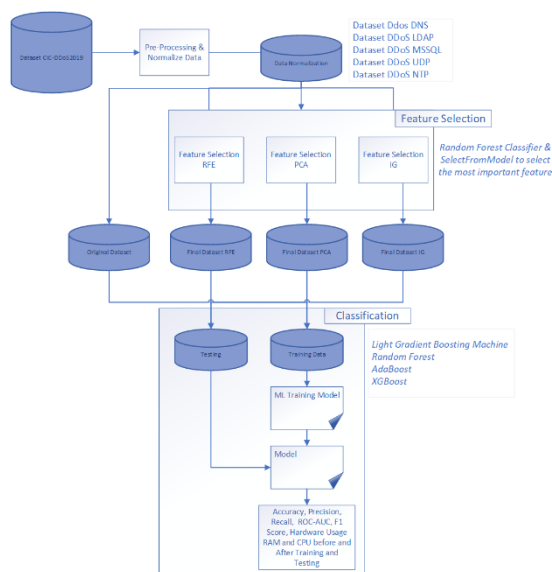 Dataset CIC-DDoS2019
Pre-Processing &
Normalize Data
Data Normalization
Dataset Ddos DNS
Dataset DDoS LDAP
Dataset DDoS MSSQL
Dataset DDoS UDP
Dataset DDoS NTP
Feature Selection
Feature Selection
RFE
Feature Selection
PCA
Feature Selection
IG
Random Forest Classifier &
SelectFromModel to select
the most important feature
Original Dataset
Final Dataset RFE
Final Dataset PCA
Final Dataset IG
Classification
Testing
Training Data
Light Gradient Boosting Machine
Random Forest
AdaBoost
XGBoost
ML Training Model
Model
Accuracy, Precision,
Recall, ROC-AUC, F1
Score, Hardware Usage
RAM and CPU before and
After Training and
Testing